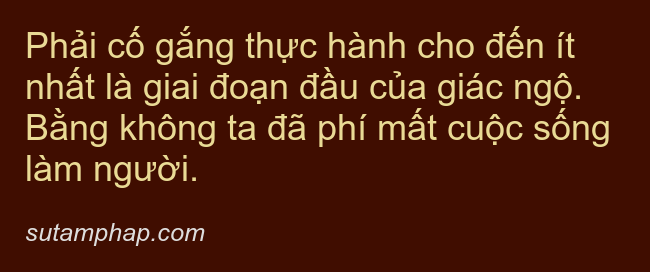 Phải cố gắng thực hành cho đến ít
nhất là giai đoạn đầu của giác ngộ.
Bằng không ta đã phí mất cuộc sống
làm người.
sutamphap.com